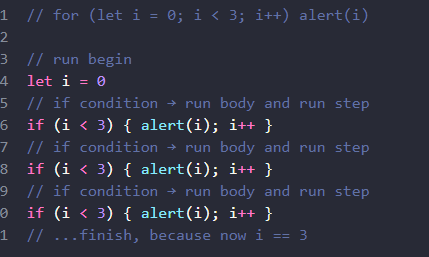 1 // for (let i = 0; i < 3; i++) alert(i)
2
3 // run begin
4 let i = 0
5 // if condition → run body and run step
6 if (i < 3) { alert(i); i++ }
7 // if condition → run body and run step
8 if (i < 3) { alert(i); i++ }
9 // if condition → run body and run step
0 if (i < 3) { alert(i); i++ }
1 // ...finish, because now i == 3